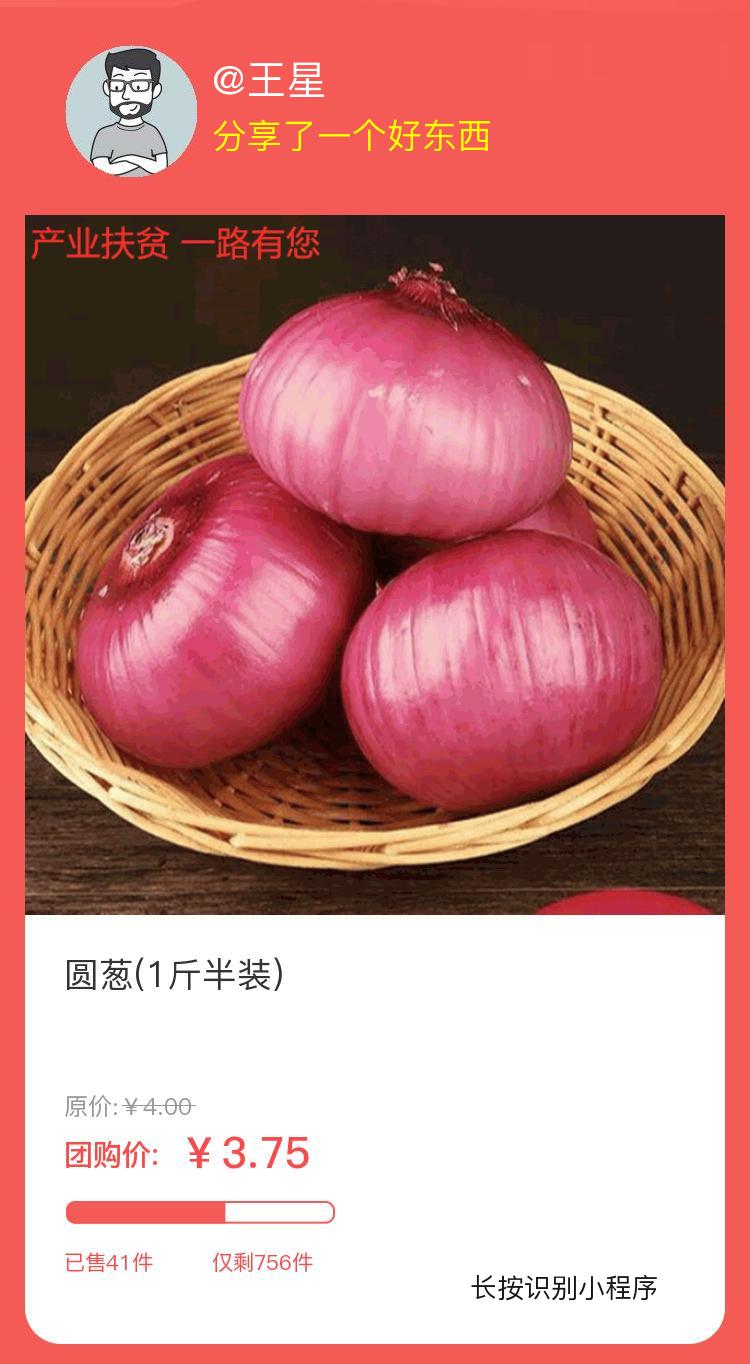 @王星
分享了一个好东西
产业扶贫 一路有您
圆葱(1斤半装)
原价:￥4.00
团购价: ￥3.75
已售41件 仅剩756件
长按识别小程序